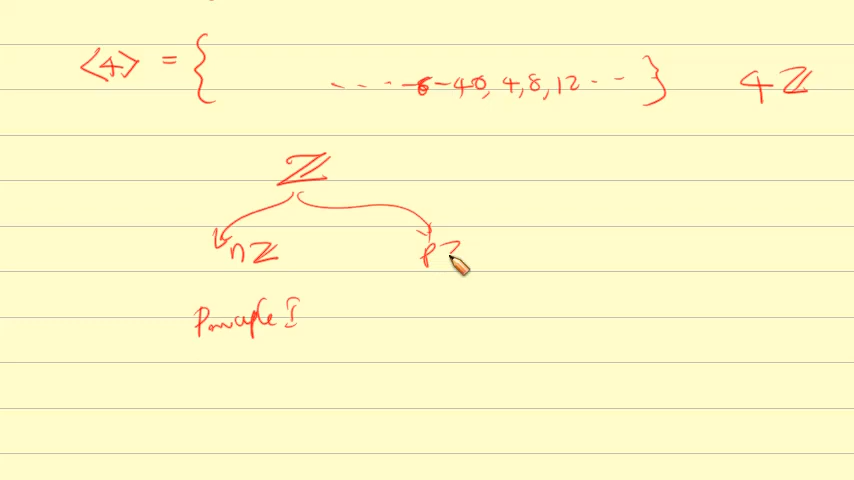 ⟨4⟩ = { - - - -4 0, 4, 8, 12 - - } 4ℤ
ℤ
nℤ pℤ
Principle I